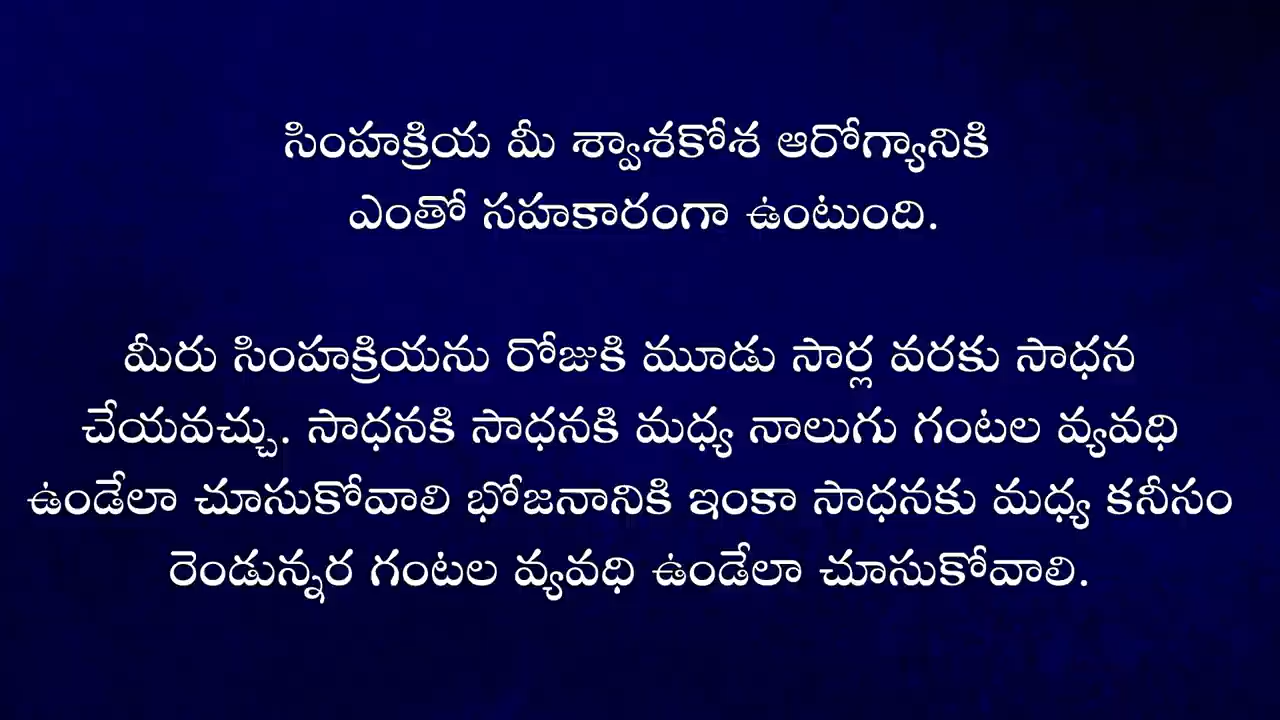 సింహక్రియ మీ శ్వాశకోశ ఆరోగ్యానికి
ఎంతో సహకారంగా ఉంటుంది.
మీరు సింహక్రియను రోజుకి మూడు సార్ల వరకు సాధన
చేయవచ్చు. సాధనకి సాధనకి మధ్య నాలుగు గంటల వ్యవధి
ఉండేలా చూసుకోవాలి భోజనానికి ఇంకా సాధనకు మధ్య కనీసం
రెండున్నర గంటల వ్యవధి ఉండేలా చూసుకోవాలి.